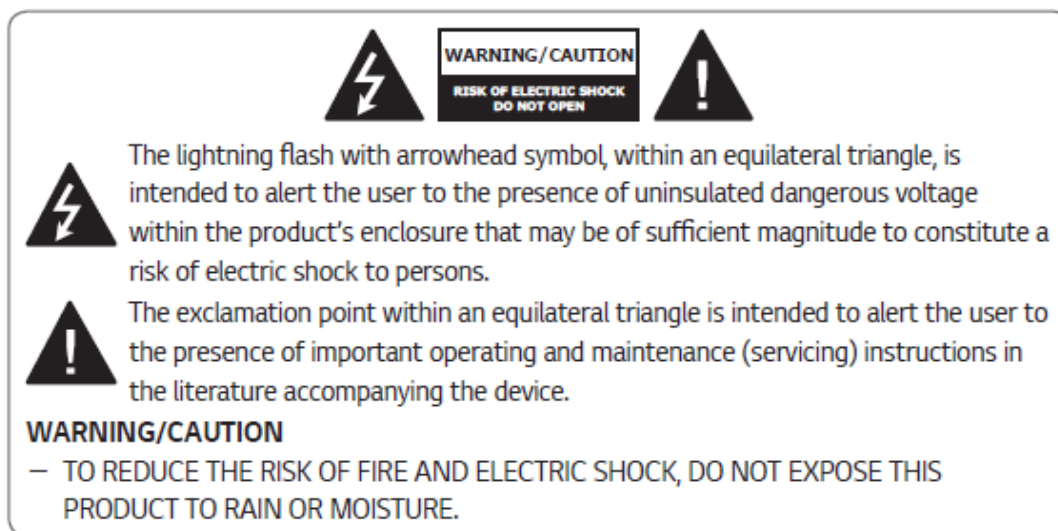 WARNING/CAUTION
RISK OF ELECTRIC SHOCK
DO NOT OPEN
The lightning flash with arrowhead symbol, within an equilateral triangle, is
intended to alert the user to the presence of uninsulated dangerous voltage
within the product’s enclosure that may be of sufficient magnitude to constitute a
risk of electric shock to persons.
The exclamation point within an equilateral triangle is intended to alert the user to
the presence of important operating and maintenance (servicing) instructions in
the literature accompanying the device.
WARNING/CAUTION
– TO REDUCE THE RISK OF FIRE AND ELECTRIC SHOCK, DO NOT EXPOSE THIS
PRODUCT TO RAIN OR MOISTURE.